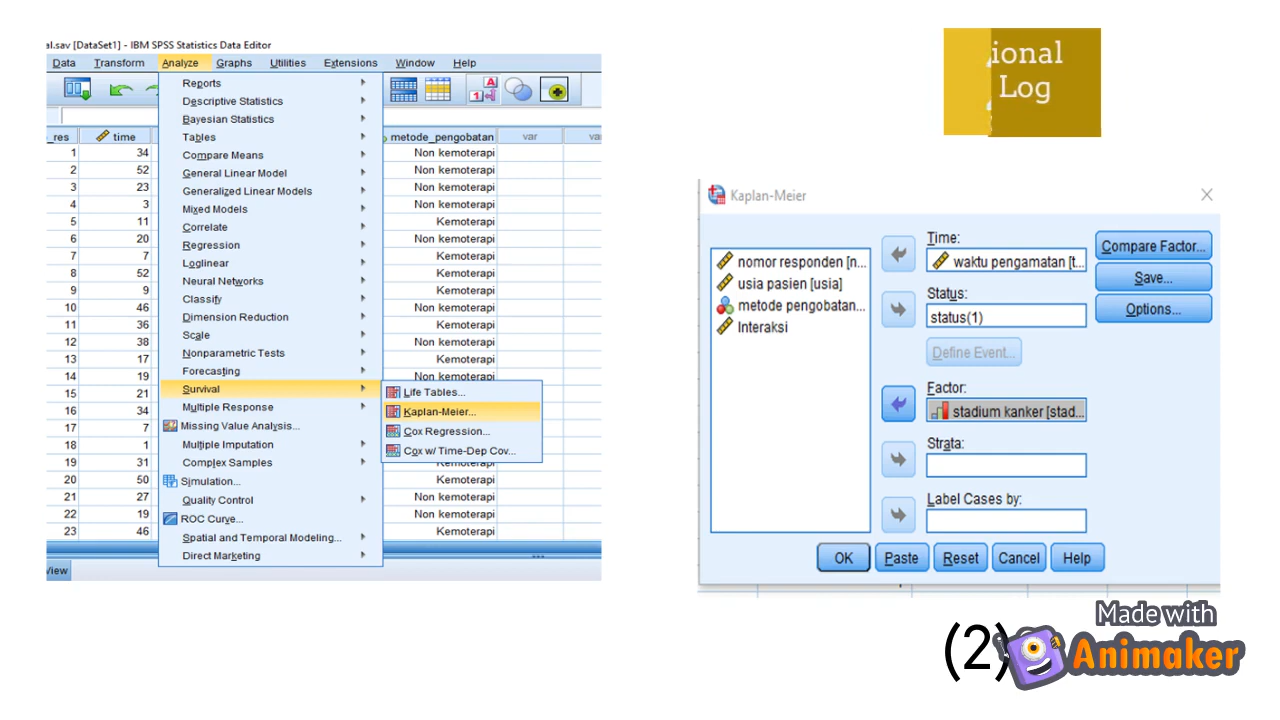 al.sav [DataSet1] - IBM SPSS Statistics Data Editor
Data Transform Analyze Graphs Utilities Extensions Window Help
Reports
Descriptive Statistics
Bayesian Statistics
Tables
Compare Means
General Linear Model
Generalized Linear Models
Mixed Models
Correlate
Regression
Loglinear
Neural Networks
Classify
Dimension Reduction
Scale
Nonparametric Tests
Forecasting
Survival
Multiple Response
Missing Value Analysis...
Multiple Imputation
Complex Samples
Simulation...
Quality Control
ROC Curve...
Spatial and Temporal Modeling...
Direct Marketing
Life Tables...
Kaplan-Meier...
Cox Regression...
Cox w/ Time-Dep Cov...
_res time metode_pengobatan var va
1 34 Non kemoterapi
2 52 Non kemoterapi
3 23 Non kemoterapi
4 3 Non kemoterapi
5 11 Kemoterapi
6 20 Non kemoterapi
7 7 Kemoterapi
8 52 Kemoterapi
9 9 Kemoterapi
10 46 Non kemoterapi
11 36 Kemoterapi
12 38 Non kemoterapi
13 17 Kemoterapi
14 19 Non kemoterapi
15 21
16 34
17 7
18 1
19 31 Kemoterapi
20 50 Kemoterapi
21 27 Non kemoterapi
22 19 Non kemoterapi
23 46 Kemoterapi
View
ional
Log
Kaplan-Meier
nomor responden [n...
usia pasien [usia]
metode pengobatan...
Interaksi
Time:
waktu pengamatan [t...
Status:
status(1)
Define Event...
Factor:
stadium kanker [stad...
Strata:
Label Cases by:
Compare Factor...
Save...
Options...
OK Paste Reset Cancel Help
(2)
Made with
Animaker